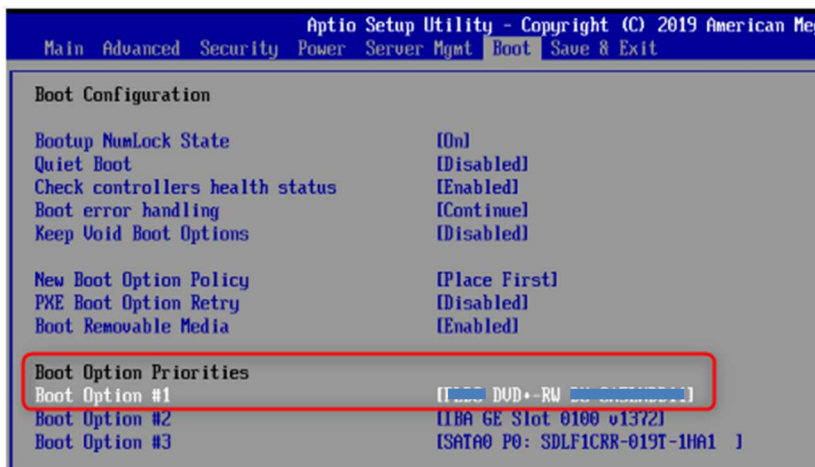 Aptio Setup Utility - Copyright (C) 2019 American Me
Main Advanced Security Power Server Mgmt Boot Save & Exit
Boot Configuration
Bootup NumLock State [On]
Quiet Boot [Disabled]
Check controllers health status [Enabled]
Boot error handling [Continue]
Keep Void Boot Options [Disabled]
New Boot Option Policy [Place First]
PXE Boot Option Retry [Disabled]
Boot Removable Media [Enabled]
Boot Option Priorities
Boot Option #1 DVD+-RW
Boot Option #2 [IBA GE Slot 0100 v1372]
Boot Option #3 [SATA0 P0: SDLF1CRR-019T-1HA1 ]